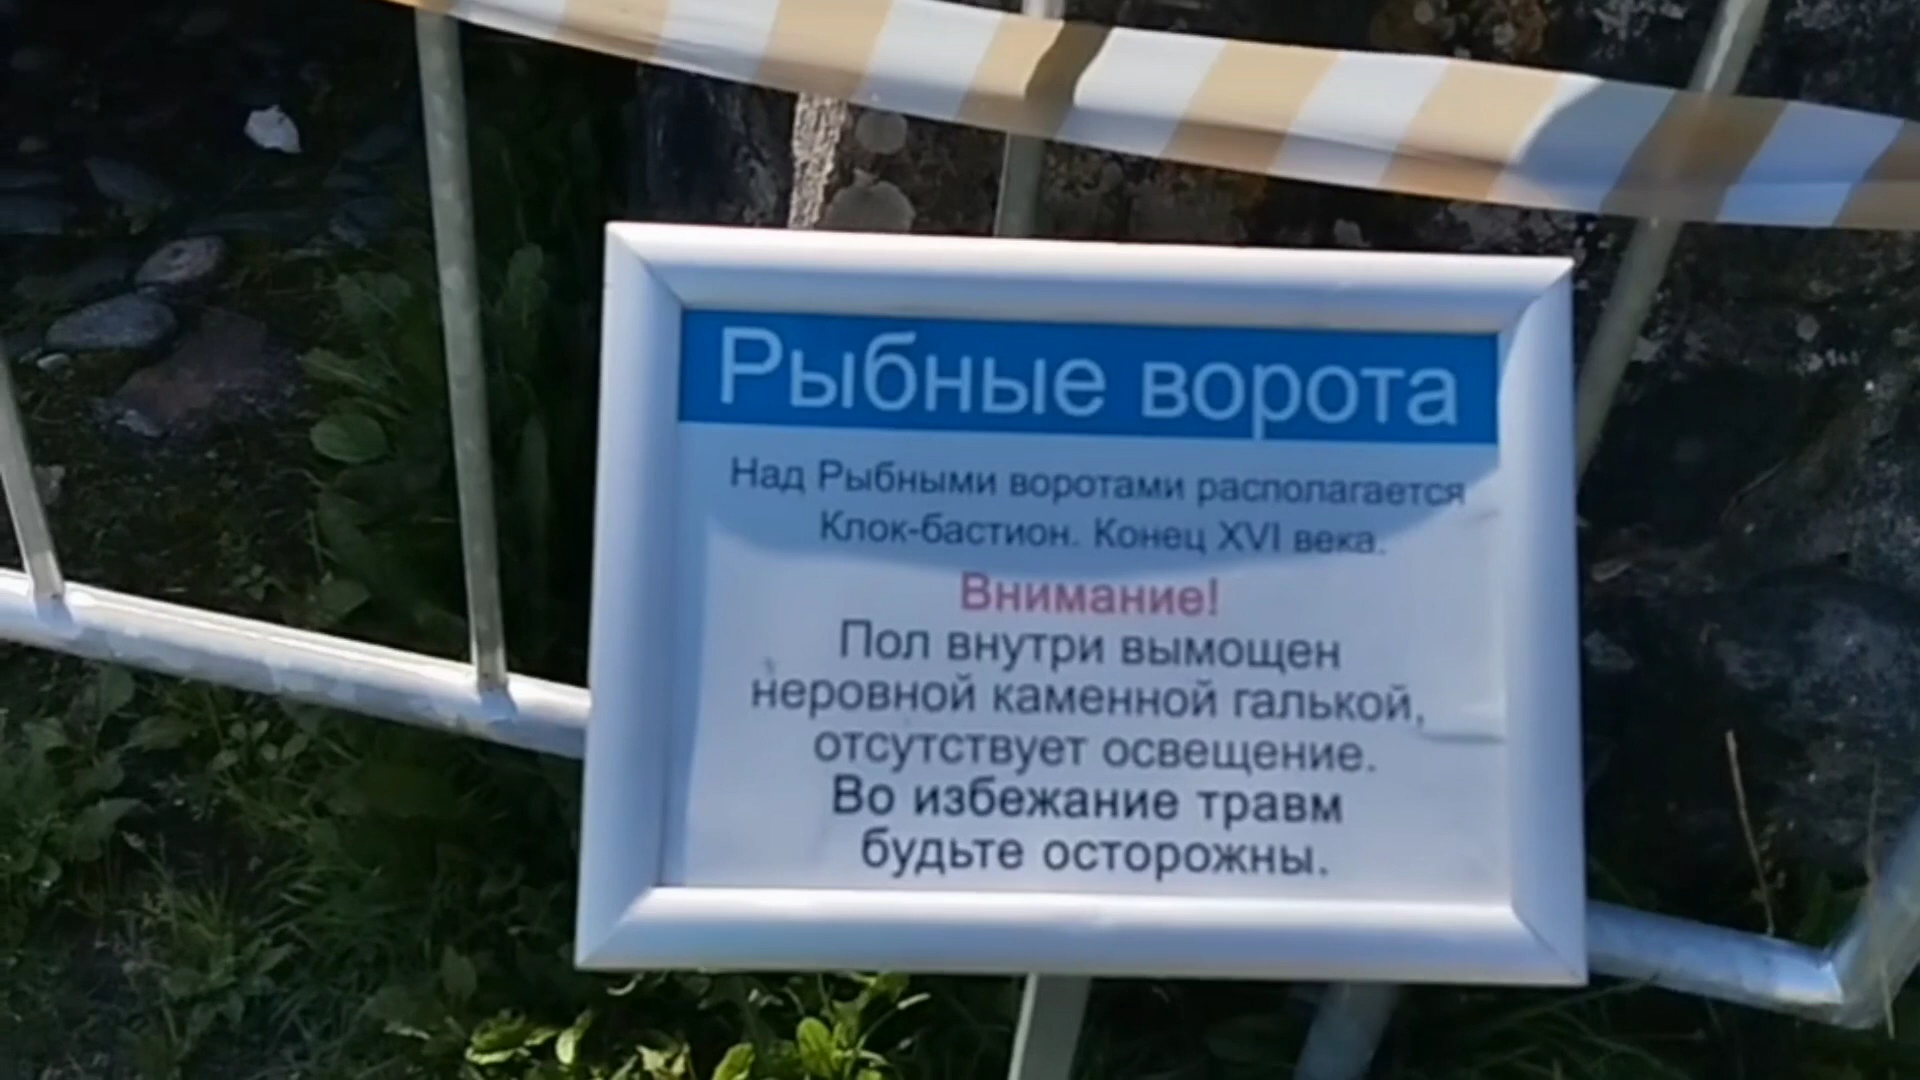 Рыбные ворота
Над Рыбными воротами располагается
Клок-бастион. Конец XVI века.
Внимание!
Пол внутри вымощен
неровной каменной галькой,
отсутствует освещение.
Во избежание травм
будьте осторожны.